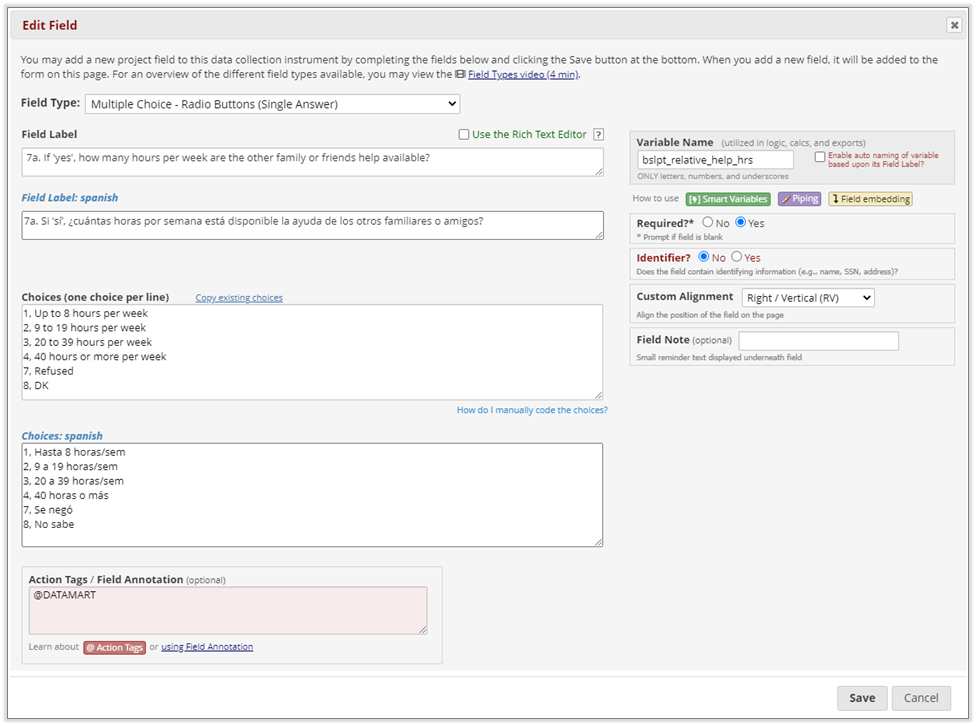 Edit Field
You may add a new project field to this data collection instrument by completing the fields below and clicking the Save button at the bottom. When you add a new field, it will be added to the
form on this page. For an overview of the different field types available, you may view the Field Types video (4 min).
Field Type: Multiple Choice - Radio Buttons (Single Answer)
Field Label
Use the Rich Text Editor ?
7a. If 'yes', how many hours per week are the other family or friends help available?
Field Label: spanish
7a. Si 'sí', ¿cuántas horas por semana está disponible la ayuda de los otros familiares o amigos?
Choices (one choice per line) Copy existing choices
1, Up to 8 hours per week
2, 9 to 19 hours per week
3, 20 to 39 hours per week
4, 40 hours or more per week
7, Refused
8, DK
How do I manually code the choices?
Choices: spanish
1, Hasta 8 horas/sem
2, 9 a 19 horas/sem
3, 20 a 39 horas/sem
4, 40 horas o más
7, Se negó
8, No sabe
Action Tags / Field Annotation (optional)
@DATAMART
Learn about @ Action Tags or using Field Annotation
Variable Name (utilized in logic, calcs, and exports)
bslpt_relative_help_hrs
Enable auto naming of variable
based upon its Field Label?
ONLY letters, numbers, and underscores
How to use Smart Variables Piping Field embedding
Required?* No Yes
* Prompt if field is blank
Identifier? No Yes
Does the field contain identifying information (e.g., name, SSN, address)?
Custom Alignment Right / Vertical (RV)
Align the position of the field on the page
Field Note (optional)
Small reminder text displayed underneath field
Save Cancel